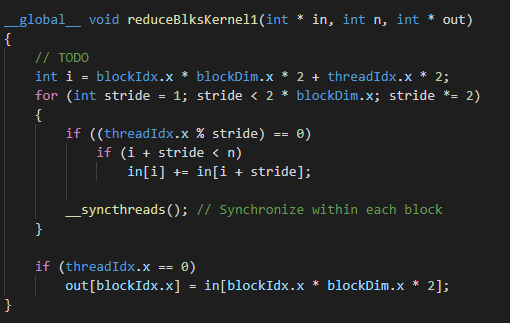 __global__ void reduceBlksKernel1(int * in, int n, int * out)
{
    // TODO
    int i = blockIdx.x * blockDim.x * 2 + threadIdx.x * 2;
    for (int stride = 1; stride < 2 * blockDim.x; stride *= 2)
    {
        if ((threadIdx.x % stride) == 0)
            if (i + stride < n)
                in[i] += in[i + stride];

        __syncthreads(); // Synchronize within each block
    }

    if (threadIdx.x == 0)
        out[blockIdx.x] = in[blockIdx.x * blockDim.x * 2];
}